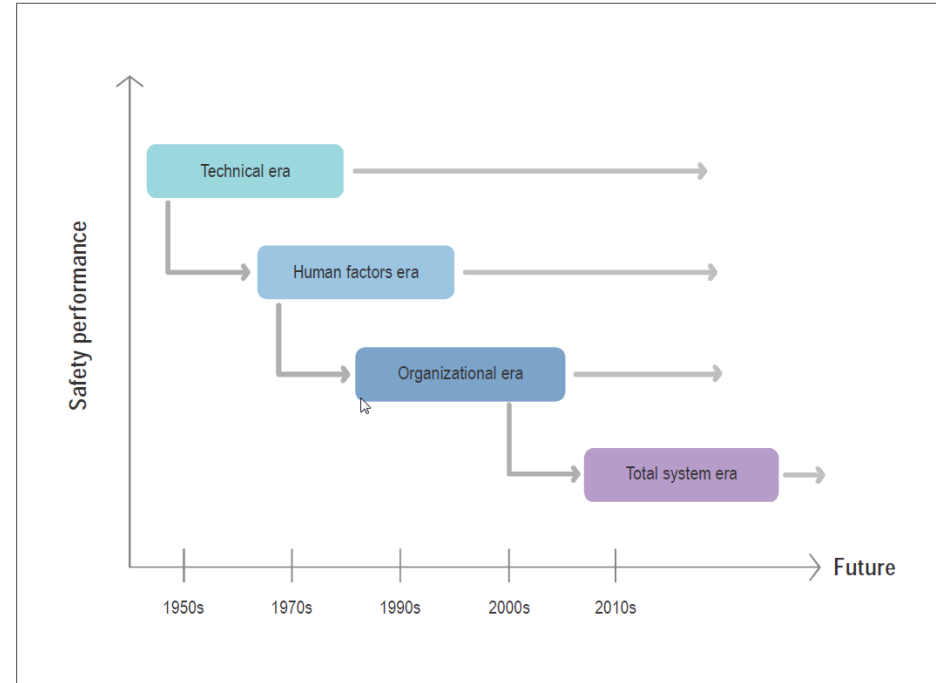 Technical era
Human factors era
Organizational era
Total system era
Safety performance
Future
1950s
1970s
1990s
2000s
2010s